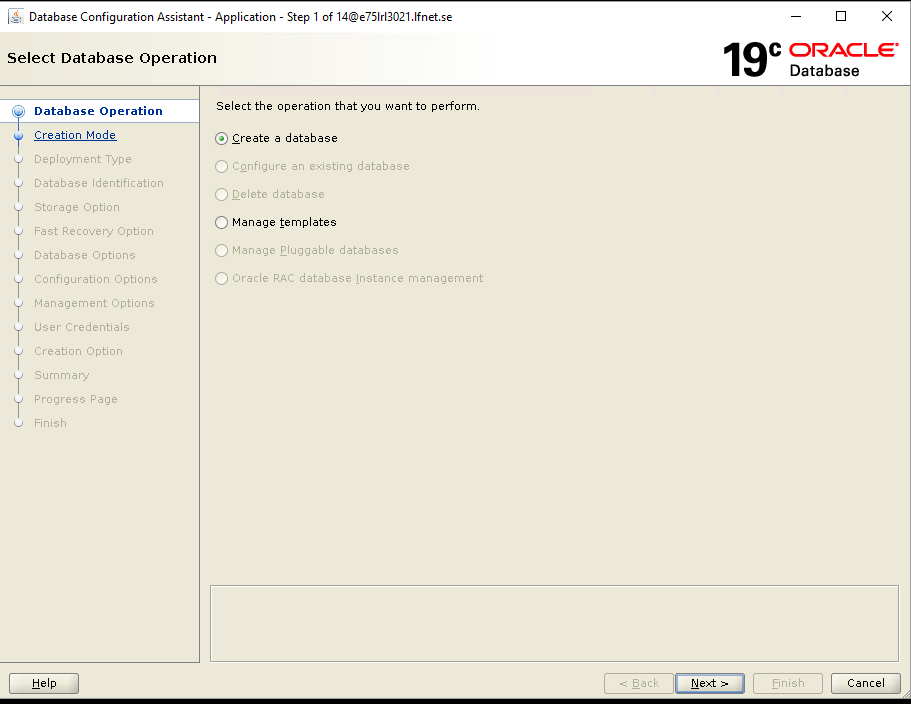 Database Configuration Assistant - Application - Step 1 of 14@e75lrl3021.lfnet.se
Select Database Operation
19c ORACLE
Database
Database Operation
Creation Mode
Deployment Type
Database Identification
Storage Option
Fast Recovery Option
Database Options
Configuration Options
Management Options
User Credentials
Creation Option
Summary
Progress Page
Finish
Select the operation that you want to perform.
Create a database
Configure an existing database
Delete database
Manage templates
Manage Pluggable databases
Oracle RAC database Instance management
Help
< Back
Next >
Finish
Cancel